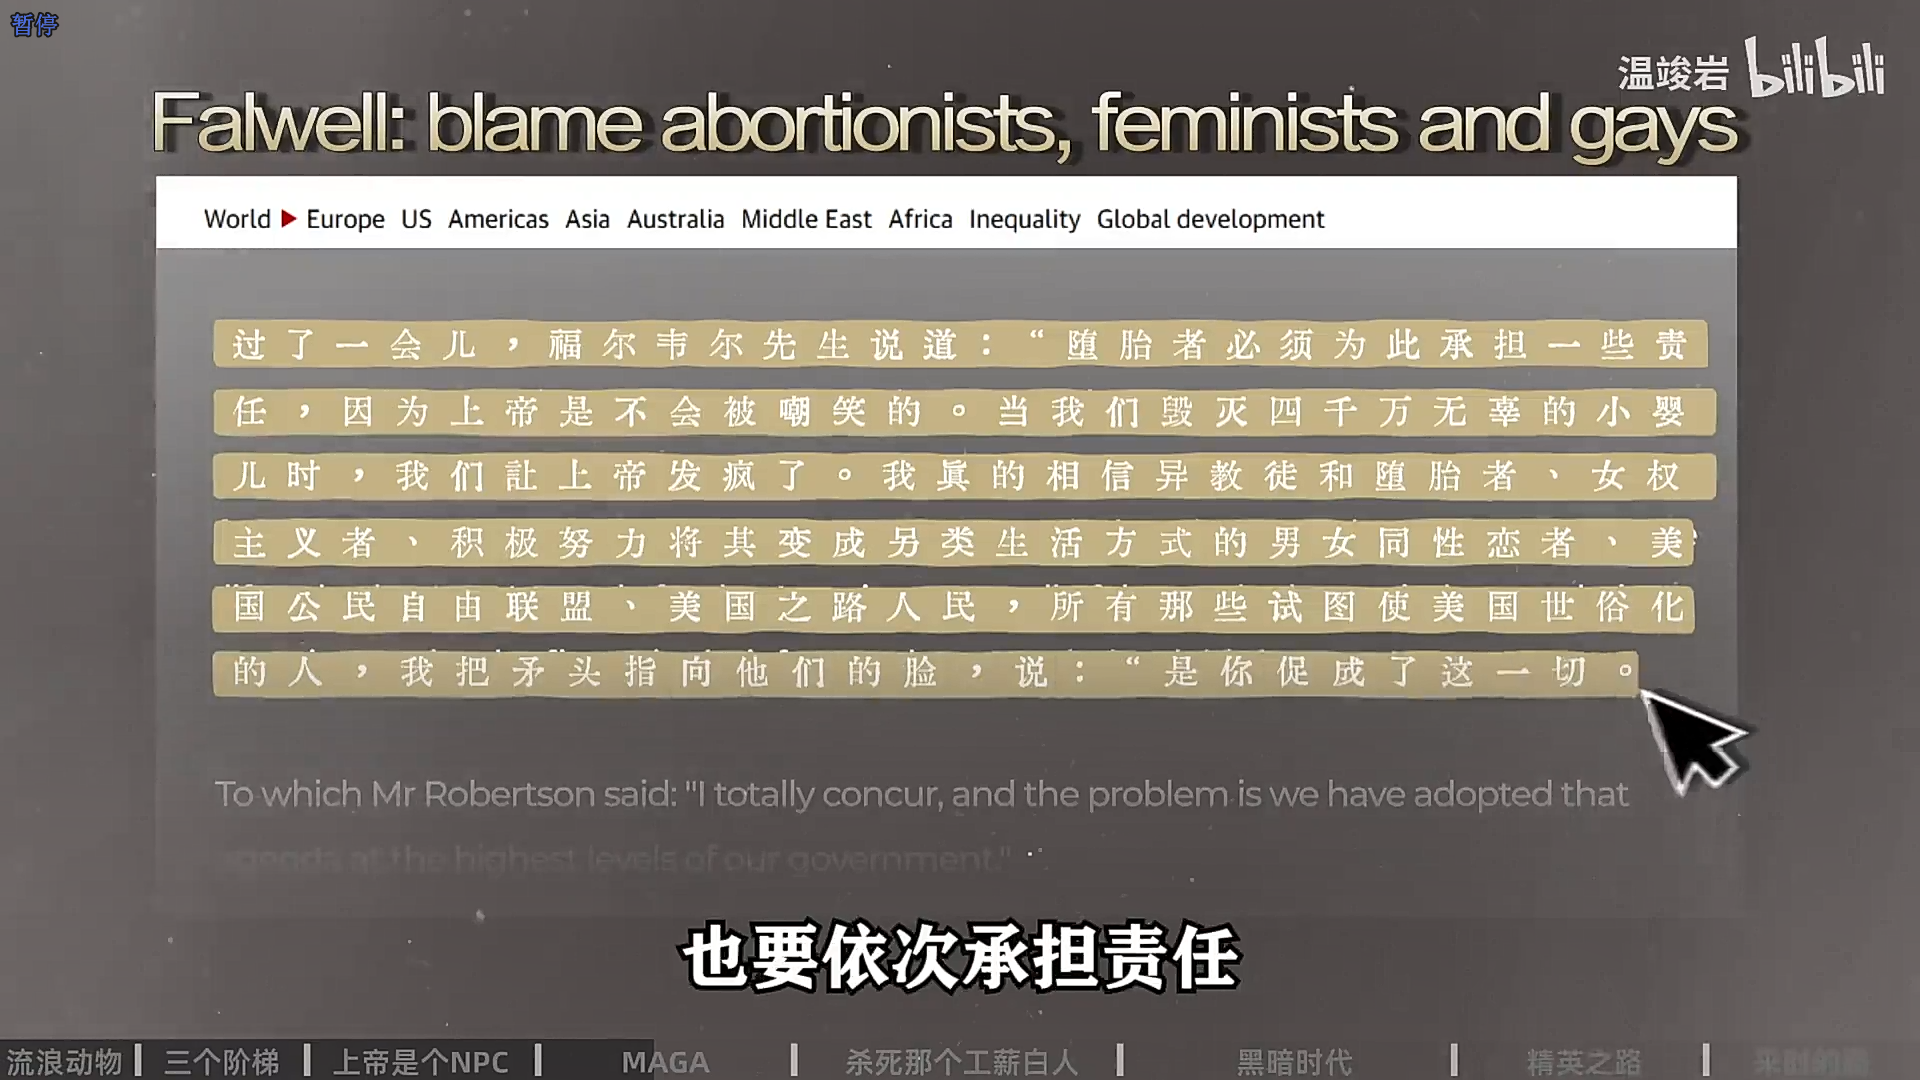 暂停
温竣岩 bilibili
Falwell: blame abortionists, feminists and gays
World Europe US Americas Asia Australia Middle East Africa Inequality Global development
过了一会儿，福尔韦尔先生说道：“堕胎者必须为此承担一些责
任，因为上帝是不会被嘲笑的。当我们毁灭四千万无辜的小婴
儿时，我们訨上帝发疯了。我眞的相信异教徒和堕胎者、女权
主义者、积极努力将其变成另类生活方式的男女同性恋者、美
国公民自由联盟、美国之路人民，所有那些试图使美国世俗化
的人，我把矛头指向他们的脸，说：“是你促成了这一切。
To which Mr Robertson said: "I totally concur, and the problem is we have adopted that
agenda at the highest levels of our government."
也要依次承担责任
流浪动物 三个阶梯 上帝是个NPC MAGA 杀死那个工薪白人 黑暗时代 精英之路